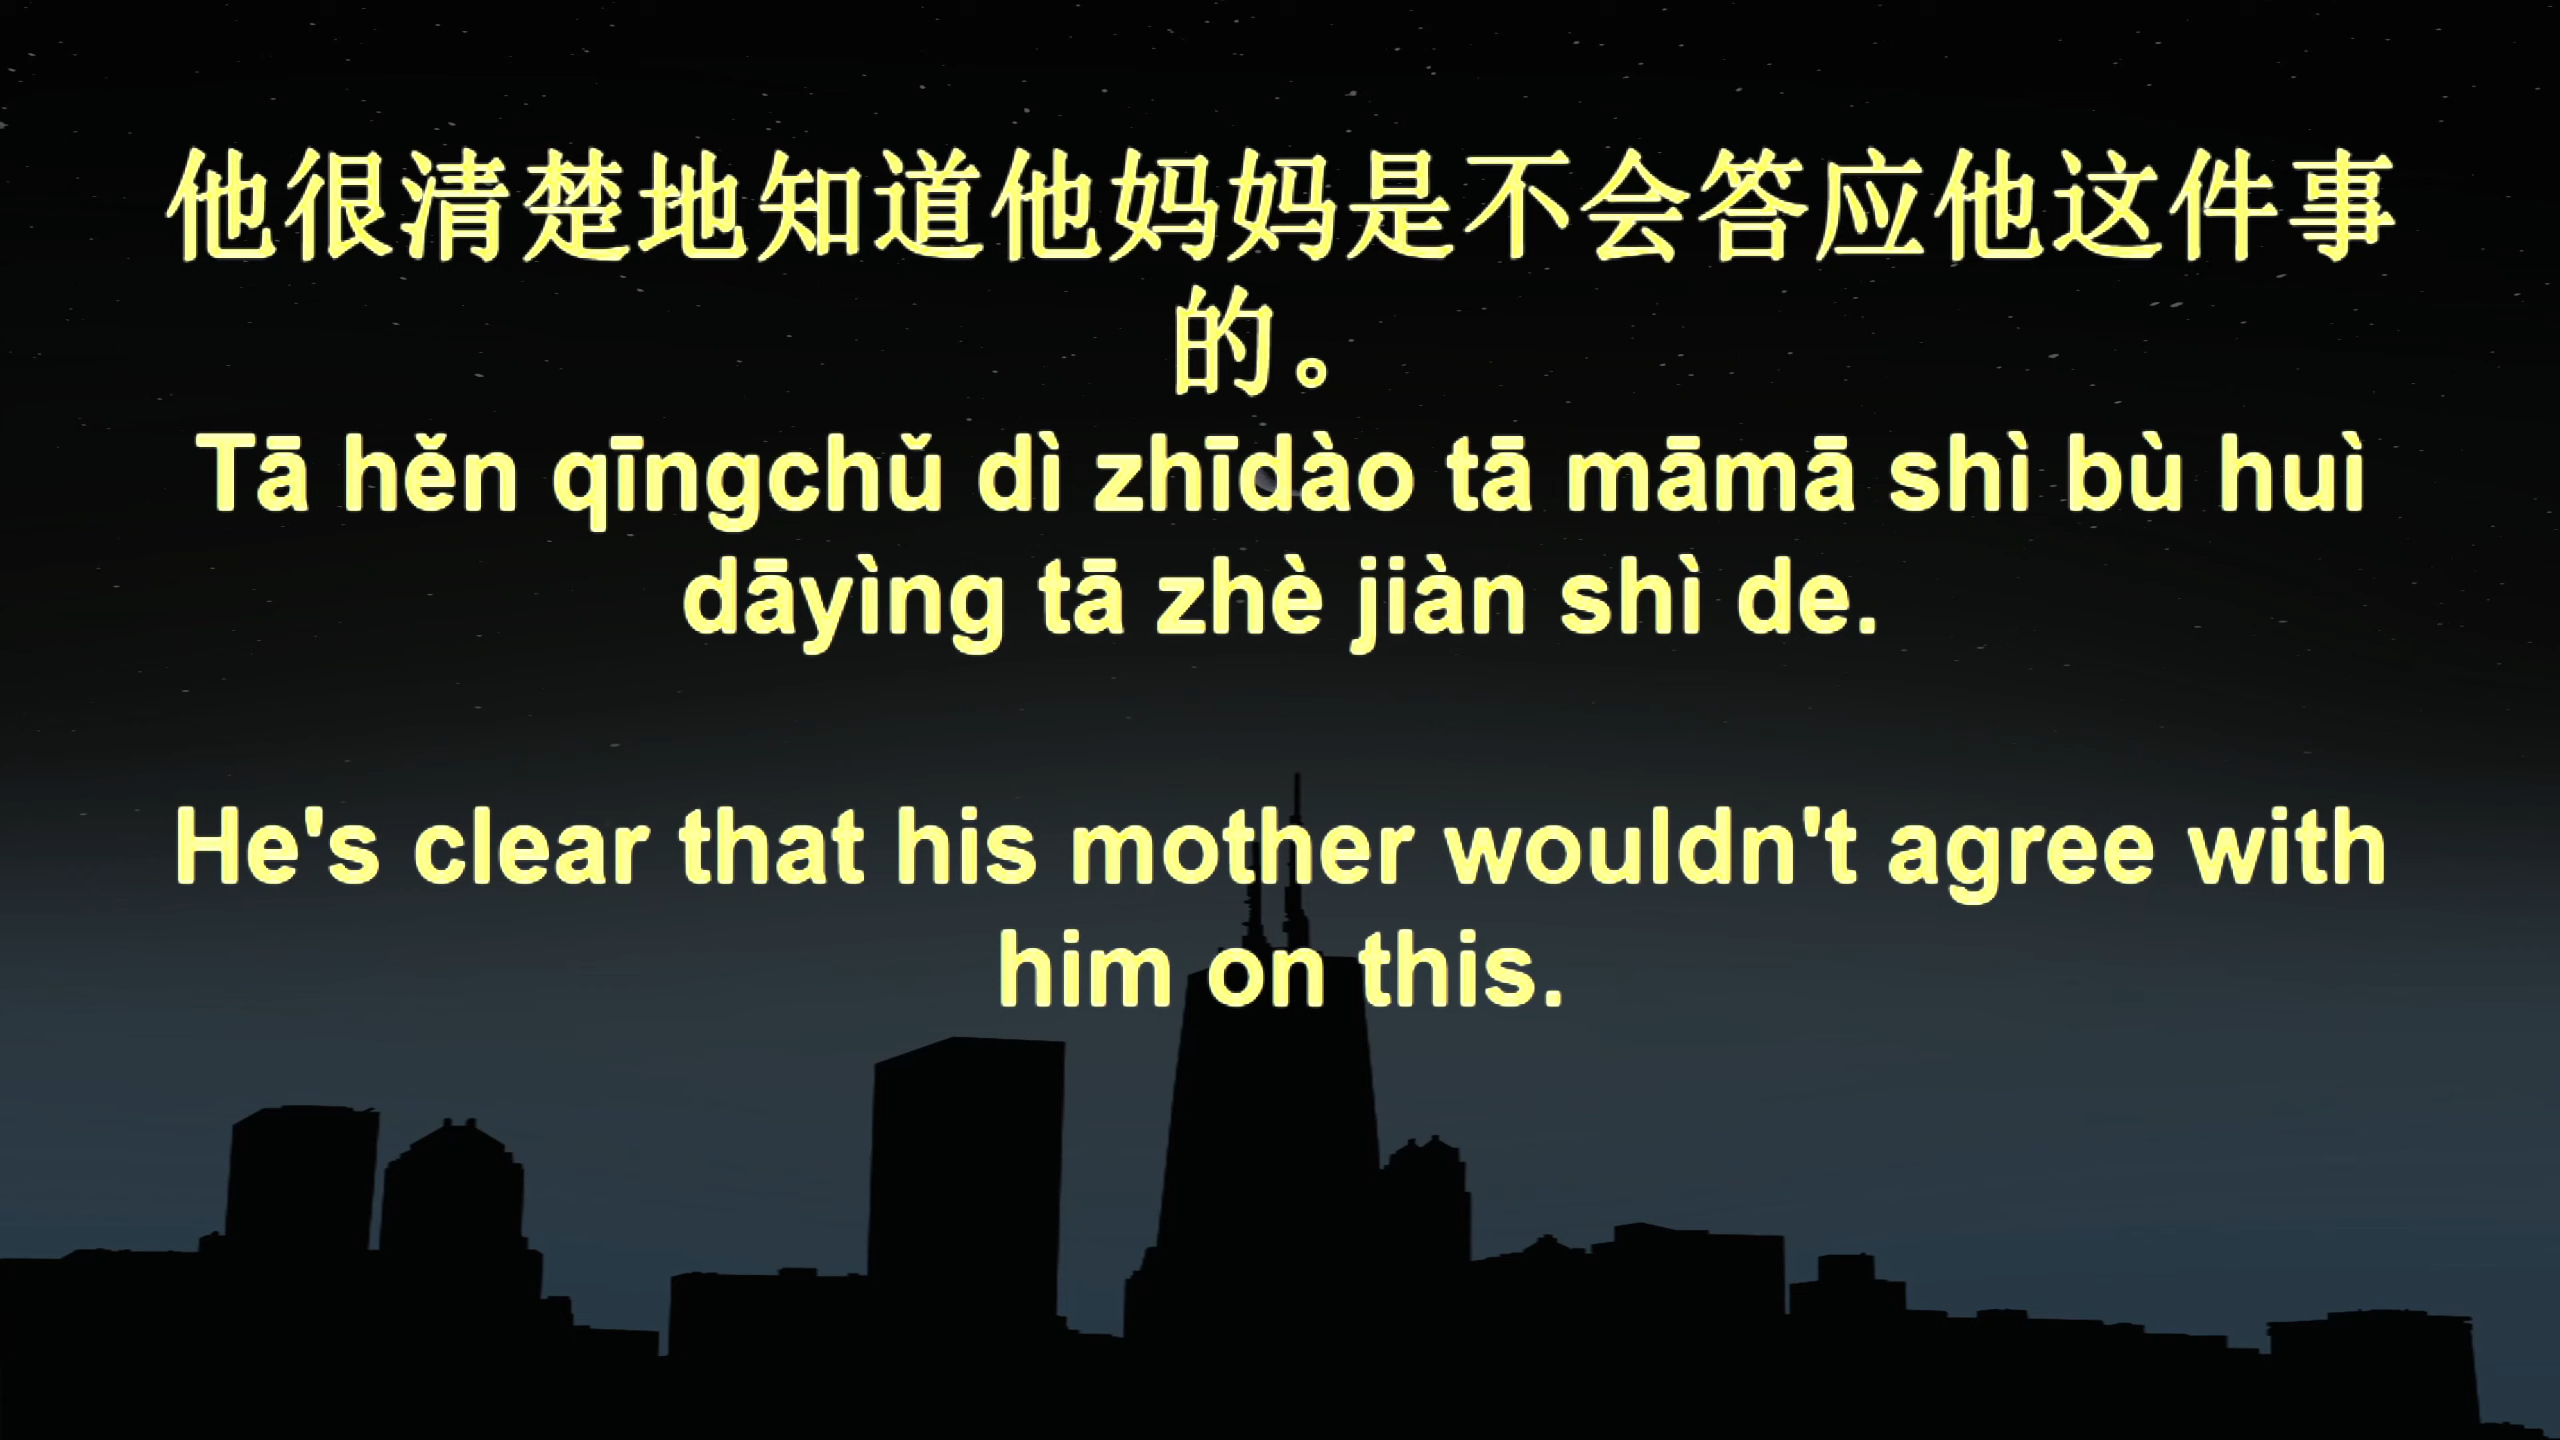 他很清楚地知道他妈妈是不会答应他这件事
的。
Tā hěn qīngchǔ dì zhīdào tā māmā shì bù huì
dāyìng tā zhè jiàn shì de.
He's clear that his mother wouldn't agree with
him on this.